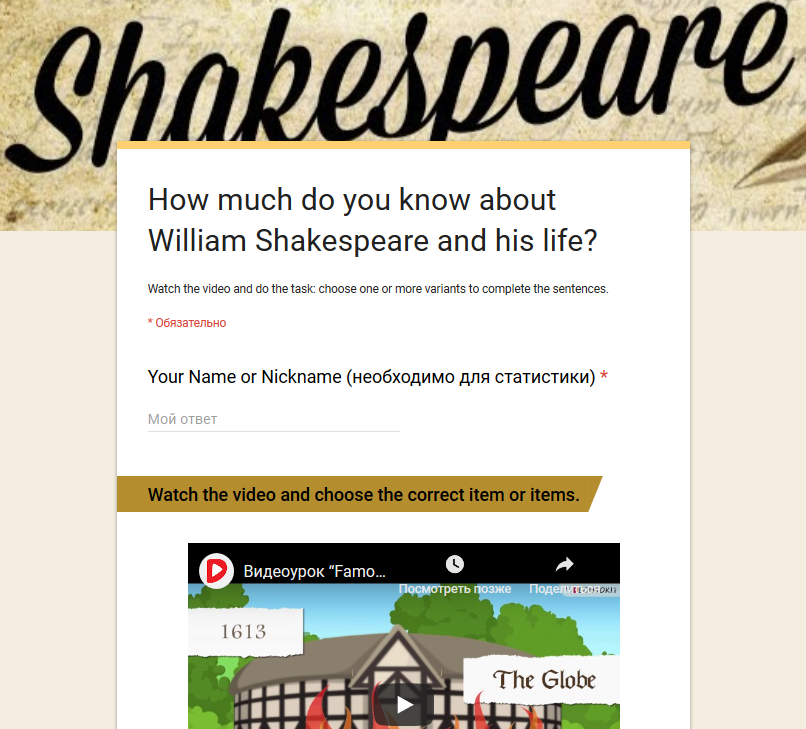 Shakespeare
How much do you know about
William Shakespeare and his life?
Watch the video and do the task: choose one or more variants to complete the sentences.
* Обязательно
Your Name or Nickname (необходимо для статистики) *
Мой ответ
Watch the video and choose the correct item or items.
Видеоурок “Famo…
Посмотреть позже
Поделиться
1613
The Globe